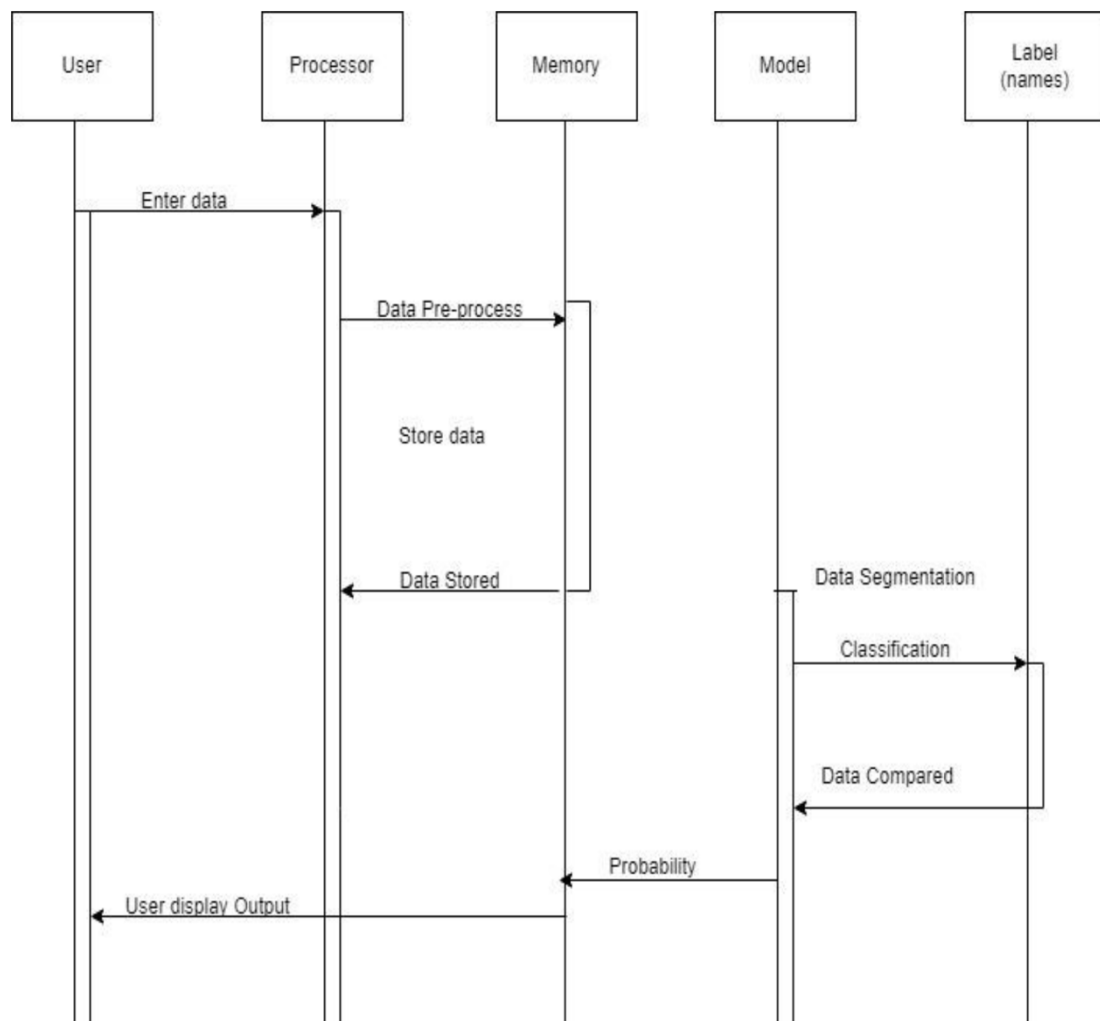 User
Processor
Memory
Model
Label
(names)
Enter data
Data Pre-process
Store data
Data Stored
Data Segmentation
Classification
Data Compared
Probability
User display Output